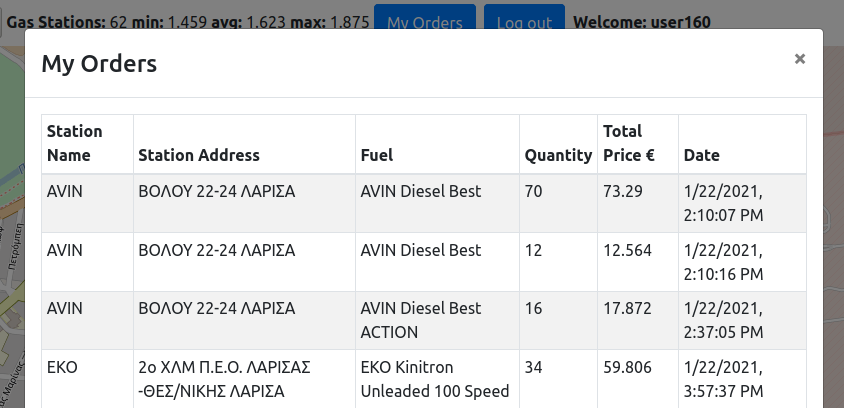 Gas Stations: 62 min: 1.459 avg: 1.623 max: 1.875 My Orders Log out Welcome: user160
My Orders
×
Station Name Station Address Fuel Quantity Total Price € Date
AVIN ΒΟΛΟΥ 22-24 ΛΑΡΙΣΑ AVIN Diesel Best 70 73.29 1/22/2021,
2:10:07 PM
AVIN ΒΟΛΟΥ 22-24 ΛΑΡΙΣΑ AVIN Diesel Best 12 12.564 1/22/2021,
2:10:16 PM
AVIN ΒΟΛΟΥ 22-24 ΛΑΡΙΣΑ AVIN Diesel Best 16 17.872 1/22/2021,
ACTION 2:37:05 PM
EKO 2ο ΧΛΜ Π.Ε.Ο. ΛΑΡΙΣΑΣ EKO Kinitron 34 59.806 1/22/2021,
-ΘΕΣ/ΝΙΚΗΣ ΛΑΡΙΣΑ Unleaded 100 Speed 3:57:37 PM
Πετρόμπεη